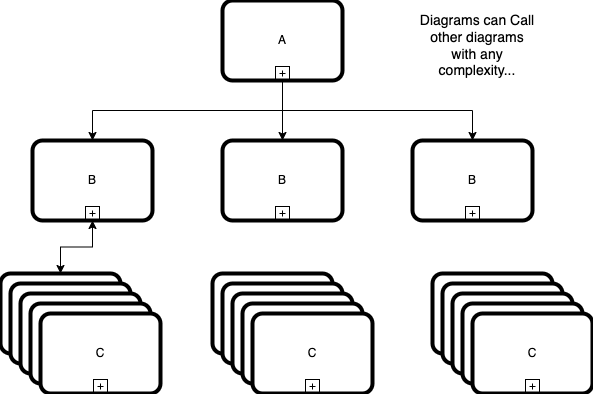 A
Diagrams can Call
other diagrams
with any
complexity...
+
B
B
B
+
+
+
C
C
C
+
+
+